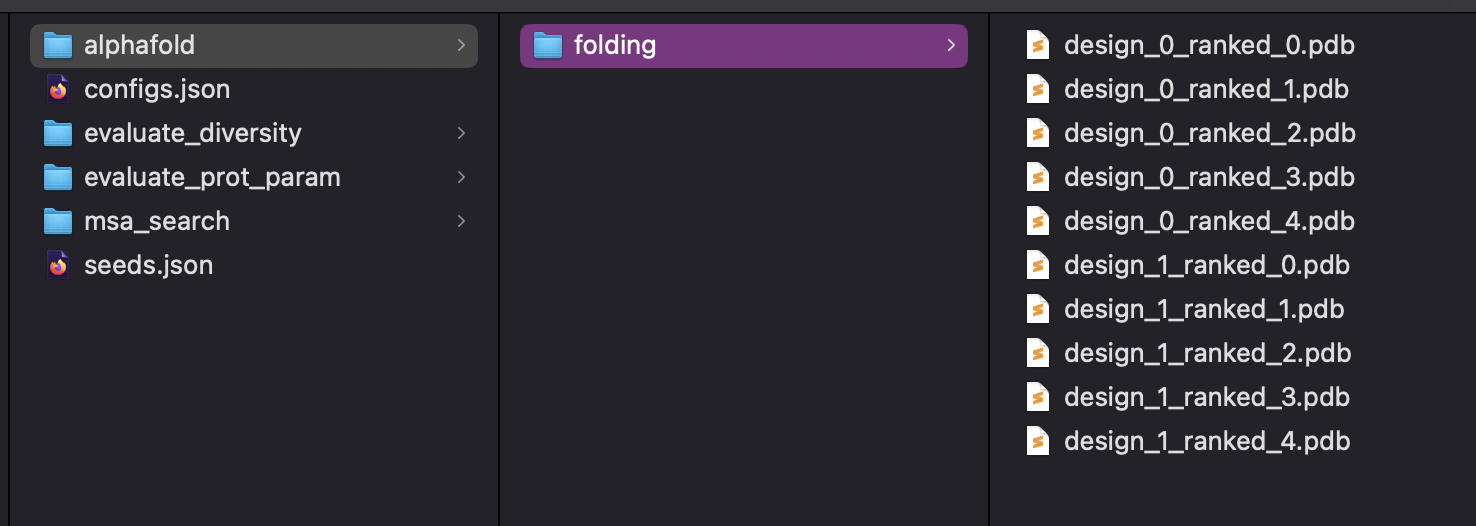 alphafold
configs.json
evaluate_diversity
evaluate_prot_param
msa_search
seeds.json
folding
design_0_ranked_0.pdb
design_0_ranked_1.pdb
design_0_ranked_2.pdb
design_0_ranked_3.pdb
design_0_ranked_4.pdb
design_1_ranked_0.pdb
design_1_ranked_1.pdb
design_1_ranked_2.pdb
design_1_ranked_3.pdb
design_1_ranked_4.pdb